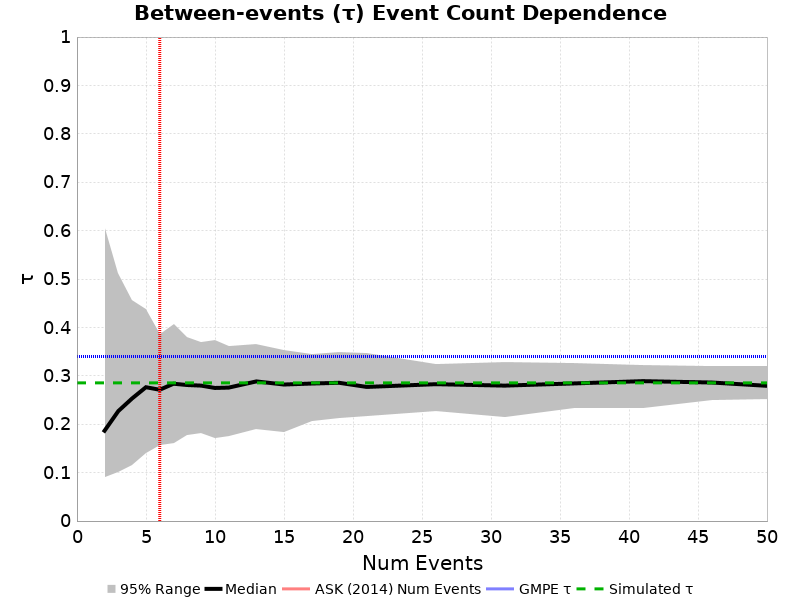 Between-events (τ) Event Count Dependence
1
0.9
0.8
0.7
0.6
0.5
0.4
0.3
0.2
0.1
0
τ
0 5 10 15 20 25 30 35 40 45 50
Num Events
95% Range Median ASK (2014) Num Events GMPE τ Simulated τ